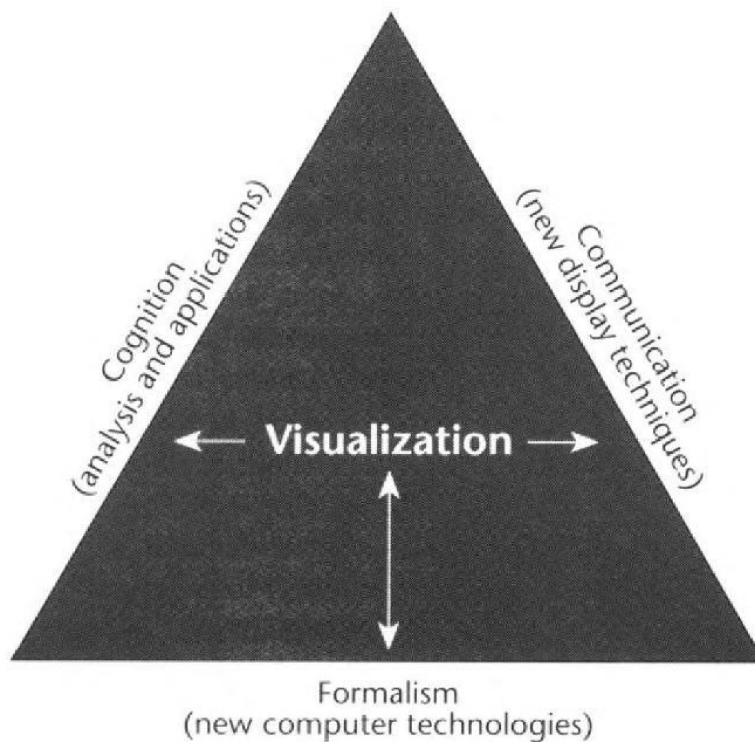 Cognition
(analysis and applications)
Communication
(new display techniques)
Visualization
Formalism
(new computer technologies)